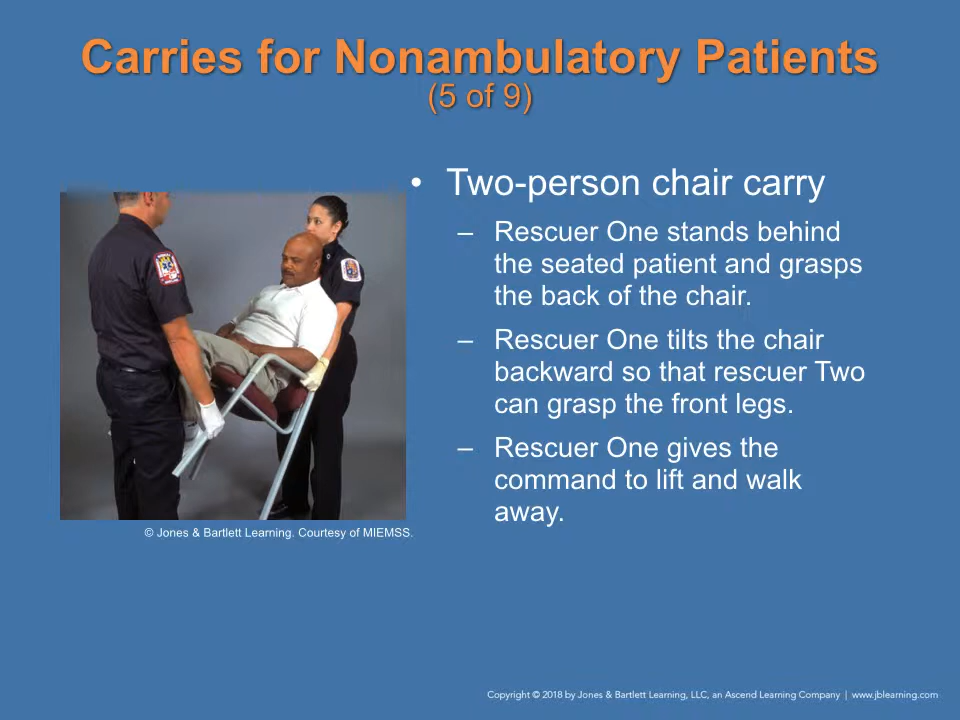 Carries for Nonambulatory Patients
(5 of 9)
• Two-person chair carry
– Rescuer One stands behind
the seated patient and grasps
the back of the chair.
– Rescuer One tilts the chair
backward so that rescuer Two
can grasp the front legs.
– Rescuer One gives the
command to lift and walk
away.
© Jones & Bartlett Learning. Courtesy of MIEMSS.
Copyright © 2018 by Jones & Bartlett Learning, LLC, an Ascend Learning Company | www.jblearning.com